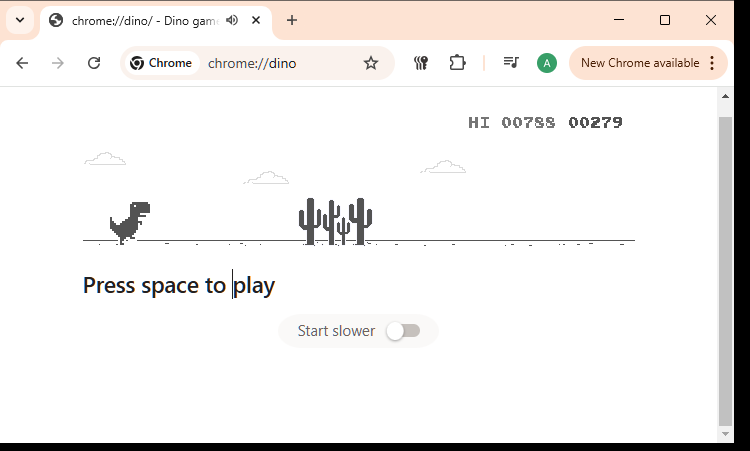 chrome://dino/ - Dino gam
Chrome
chrome://dino
A
New Chrome available
HI 00788 00279
Press space to play
Start slower